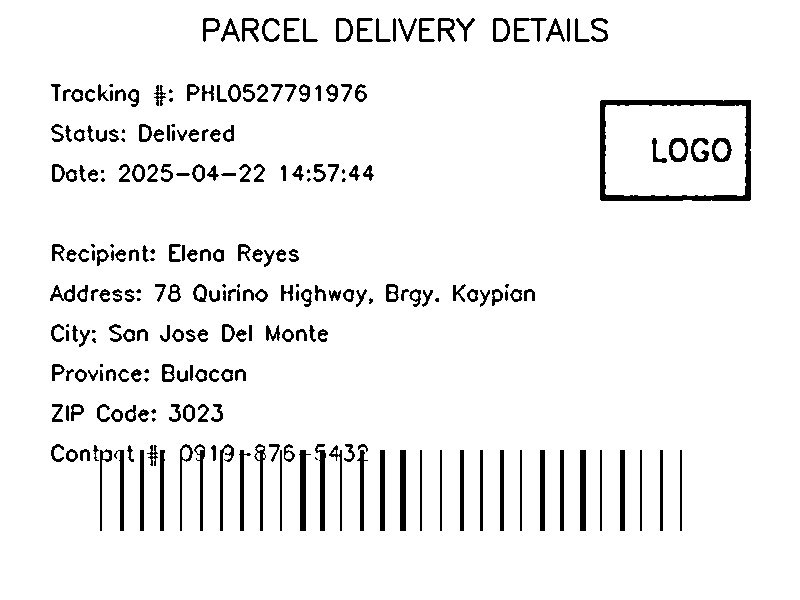 PARCEL DELIVERY DETAILS
Tracking #: PHL0527791976
Status: Delivered
Date: 2025-04-22 14:57:44
LOGO
Recipient: Elena Reyes
Address: 78 Quirino Highway, Brgy. Kaypian
City: San Jose Del Monte
Province: Bulacan
ZIP Code: 3023
Contact #: 0919-876-5432